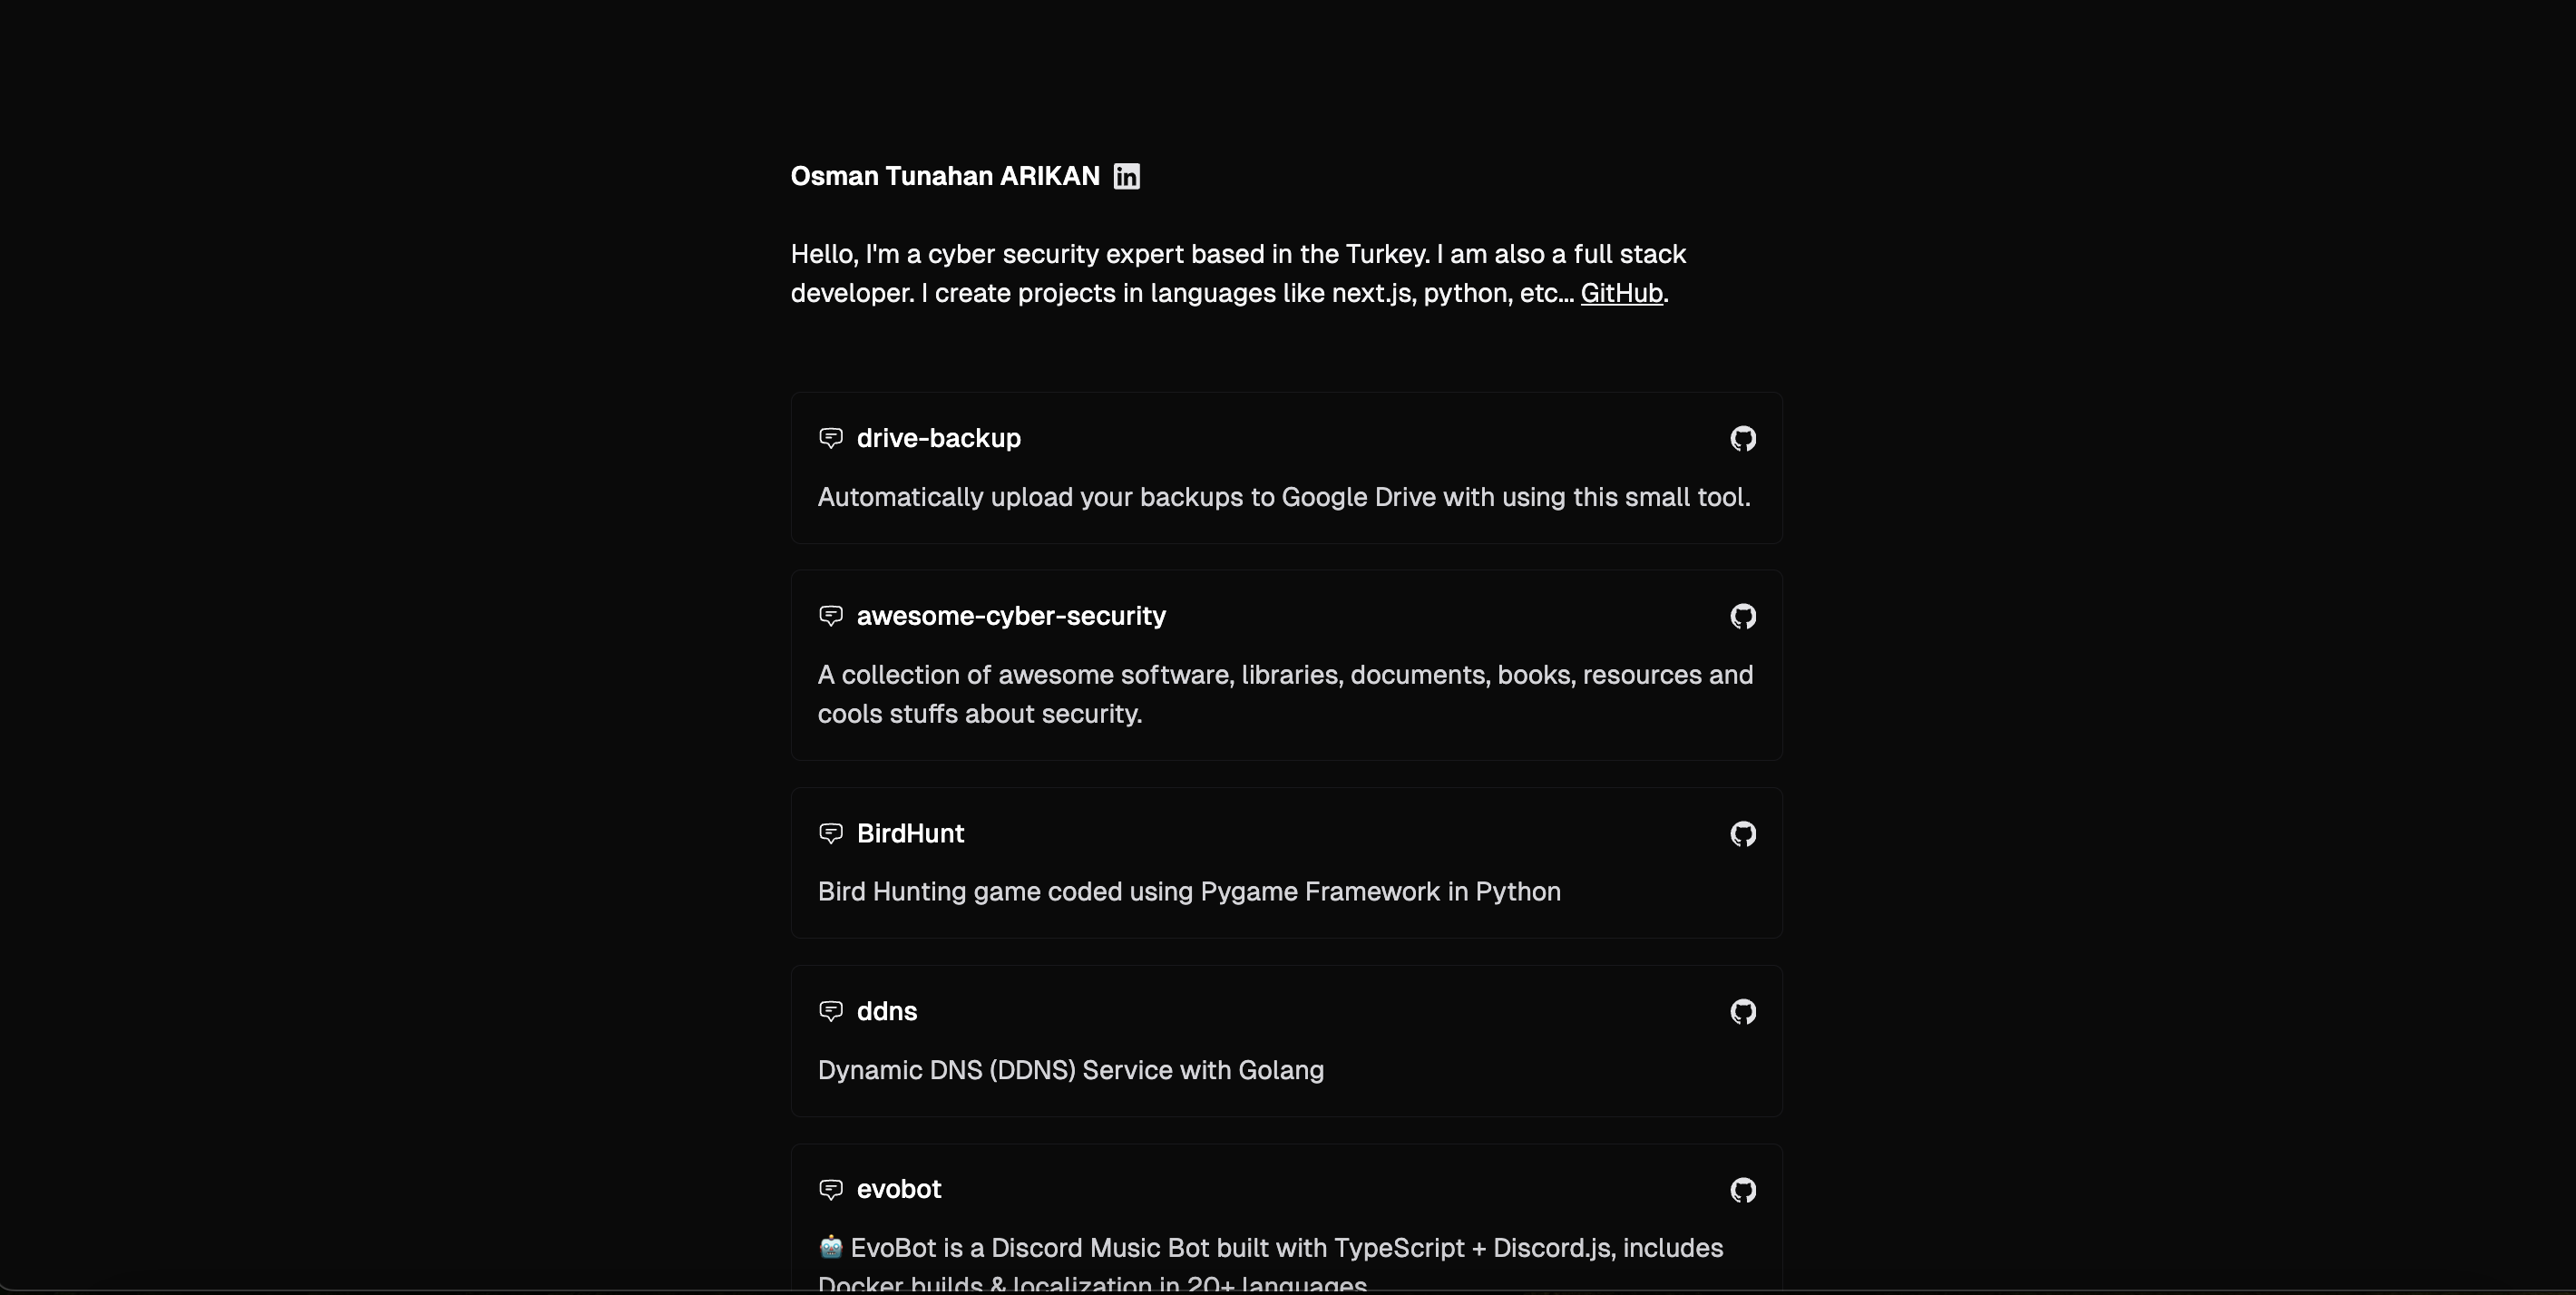 Osman Tunahan ARIKAN in
Hello, I'm a cyber security expert based in the Turkey. I am also a full stack
developer. I create projects in languages like next.js, python, etc... GitHub.
drive-backup
Automatically upload your backups to Google Drive with using this small tool.
awesome-cyber-security
A collection of awesome software, libraries, documents, books, resources and
cools stuffs about security.
BirdHunt
Bird Hunting game coded using Pygame Framework in Python
ddns
Dynamic DNS (DDNS) Service with Golang
evobot
🤖 EvoBot is a Discord Music Bot built with TypeScript + Discord.js, includes
Docker builds & localization in 20+ languages